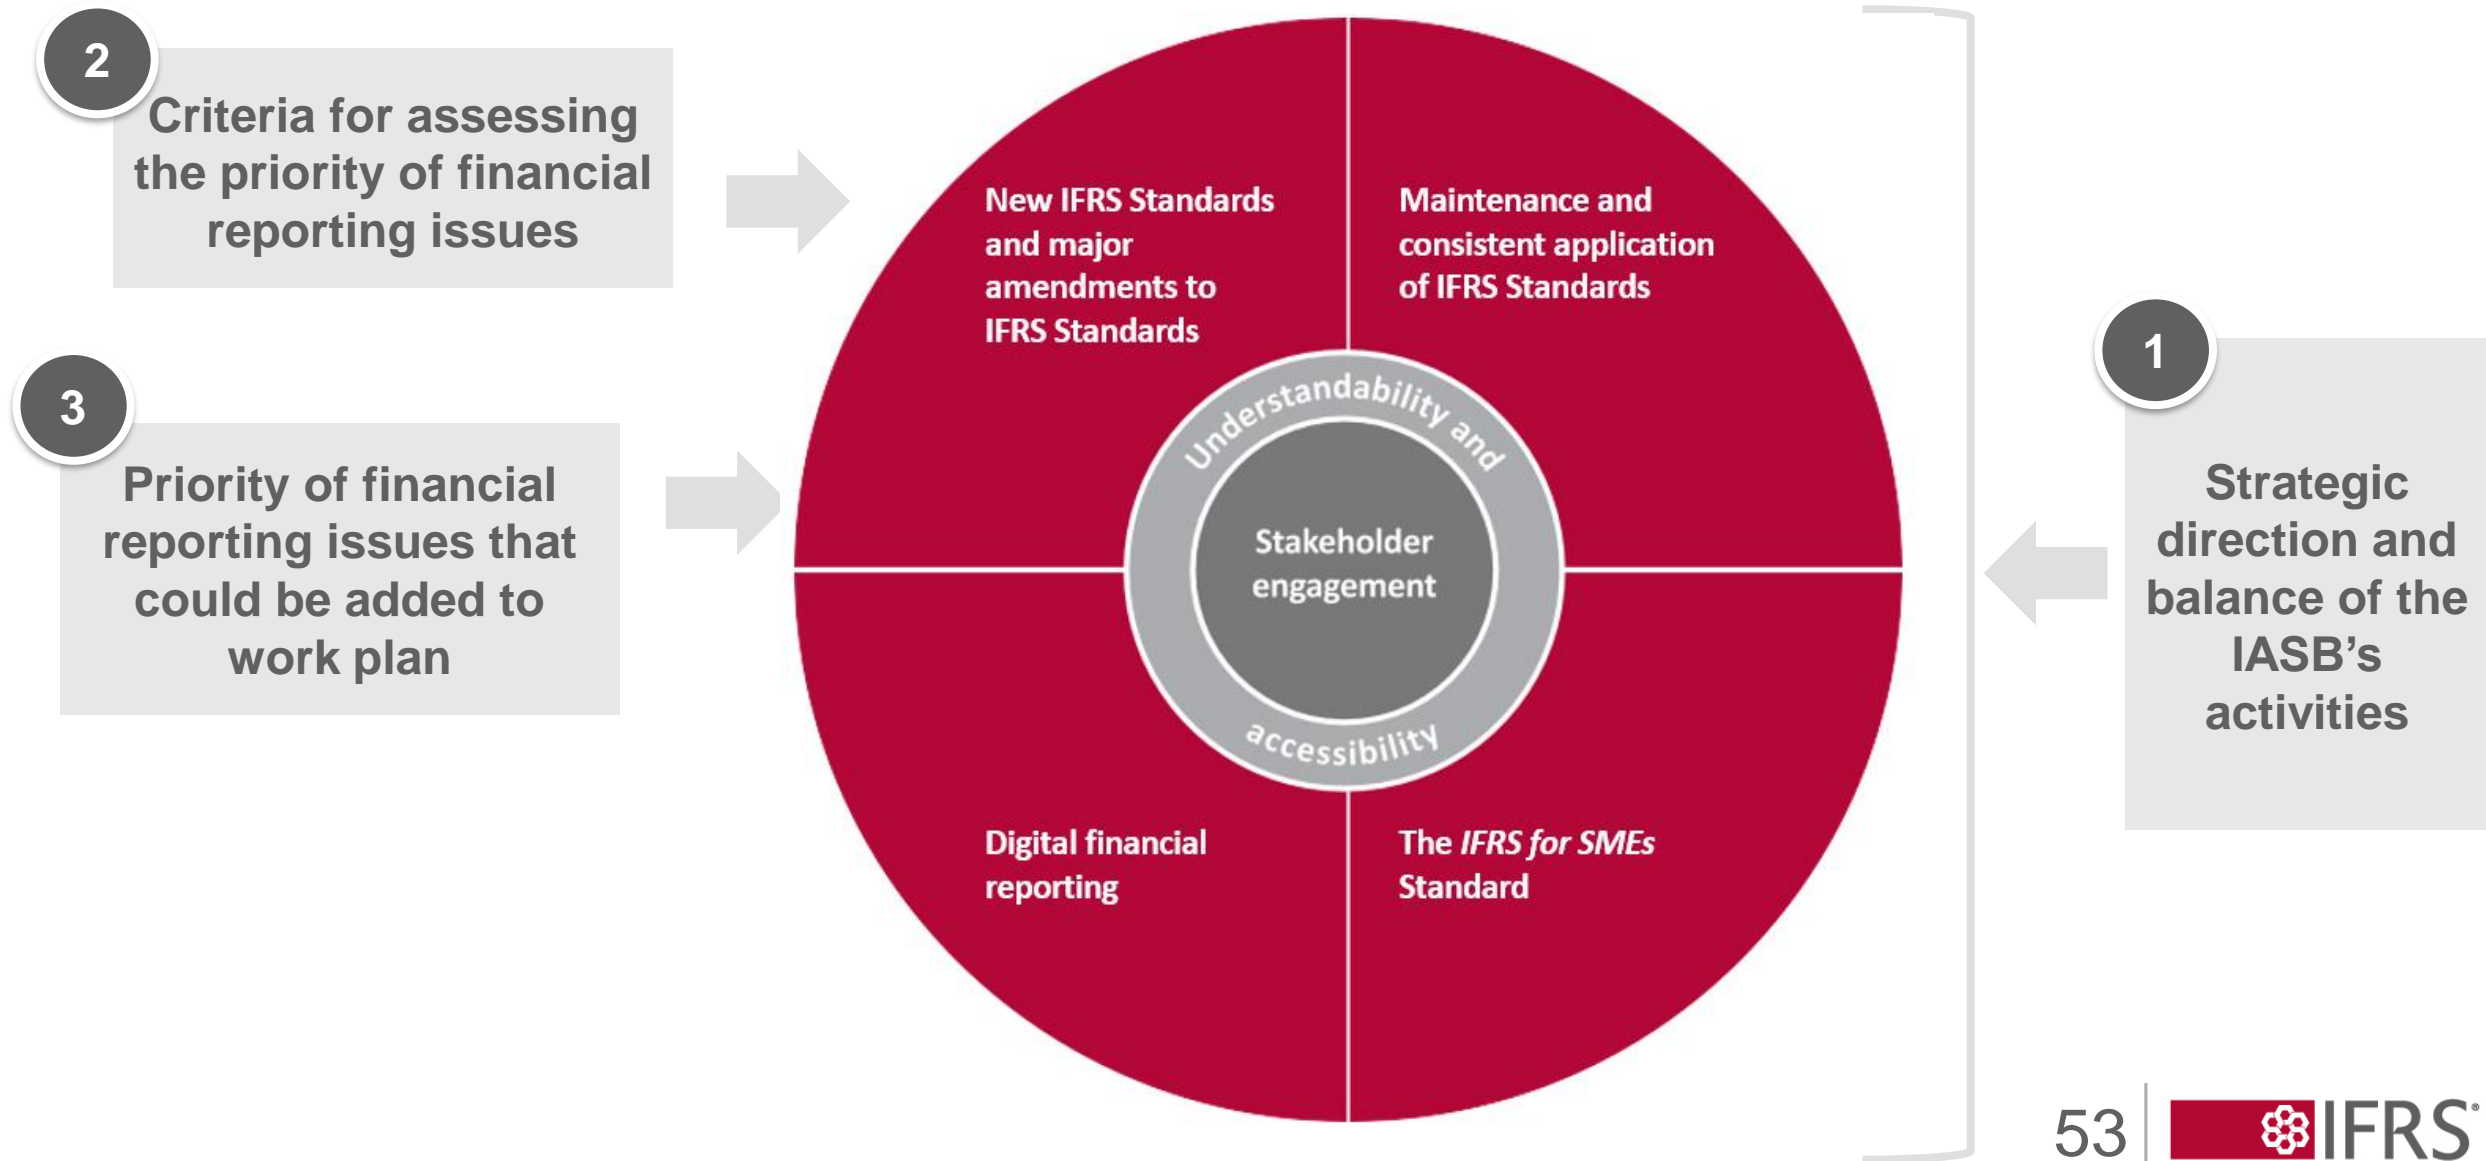 2
Criteria for assessing
the priority of financial
reporting issues
3
Priority of financial
reporting issues that
could be added to
work plan
New IFRS Standards
and major
amendments to
IFRS Standards
Maintenance and
consistent application
of IFRS Standards
Understandability and
accessibility
Stakeholder
engagement
Digital financial
reporting
The IFRS for SMEs
Standard
1
Strategic
direction and
balance of the
IASB’s
activities
53
IFRS®